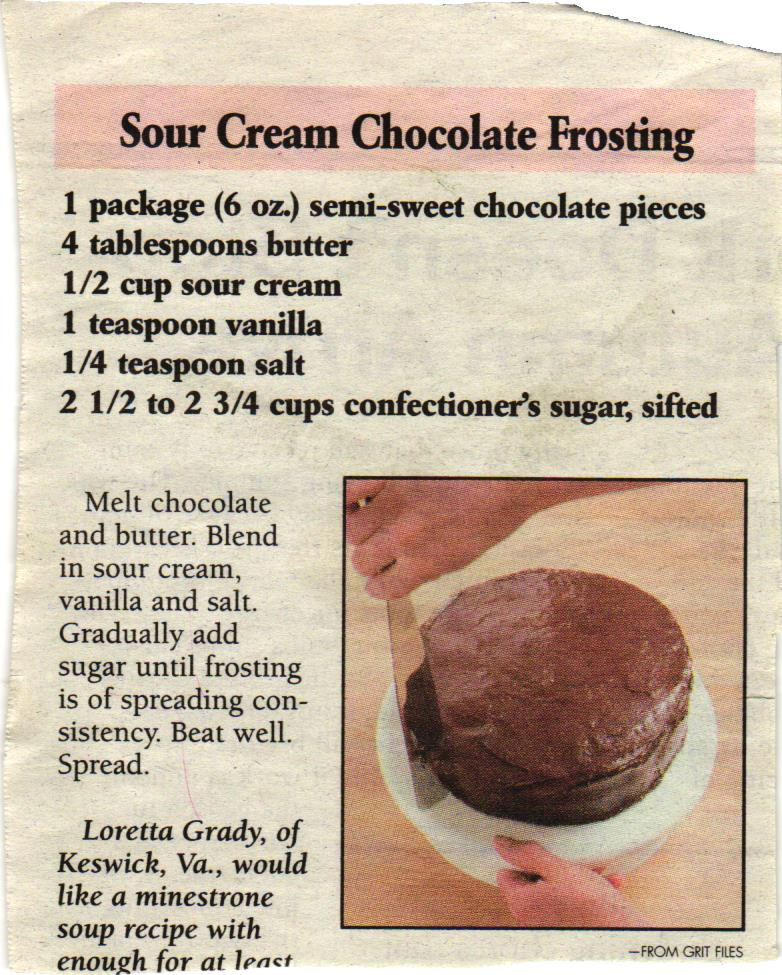 Sour Cream Chocolate Frosting
1 package (6 oz.) semi-sweet chocolate pieces
4 tablespoons butter
1/2 cup sour cream
1 teaspoon vanilla
1/4 teaspoon salt
2 1/2 to 2 3/4 cups confectioner's sugar, sifted
Melt chocolate
and butter. Blend
in sour cream,
vanilla and salt.
Gradually add
sugar until frosting
is of spreading con-
sistency. Beat well.
Spread.
Loretta Grady, of
Keswick, Va., would
like a minestrone
soup recipe with
enough for at least
—FROM GRIT FILES